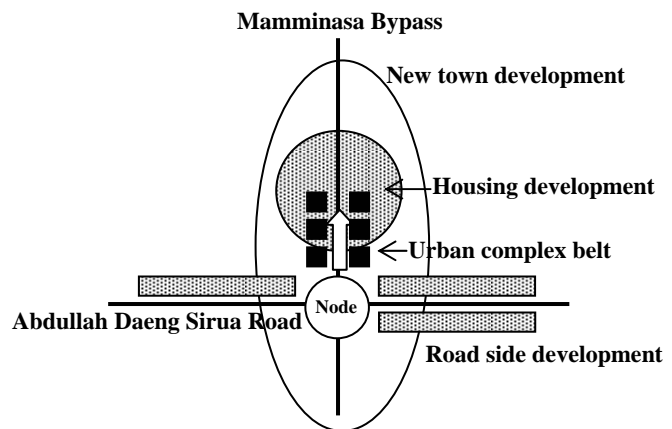 Mamminasa Bypass
New town development
Housing development
Urban complex belt
Node
Abdullah Daeng Sirua Road
Road side development